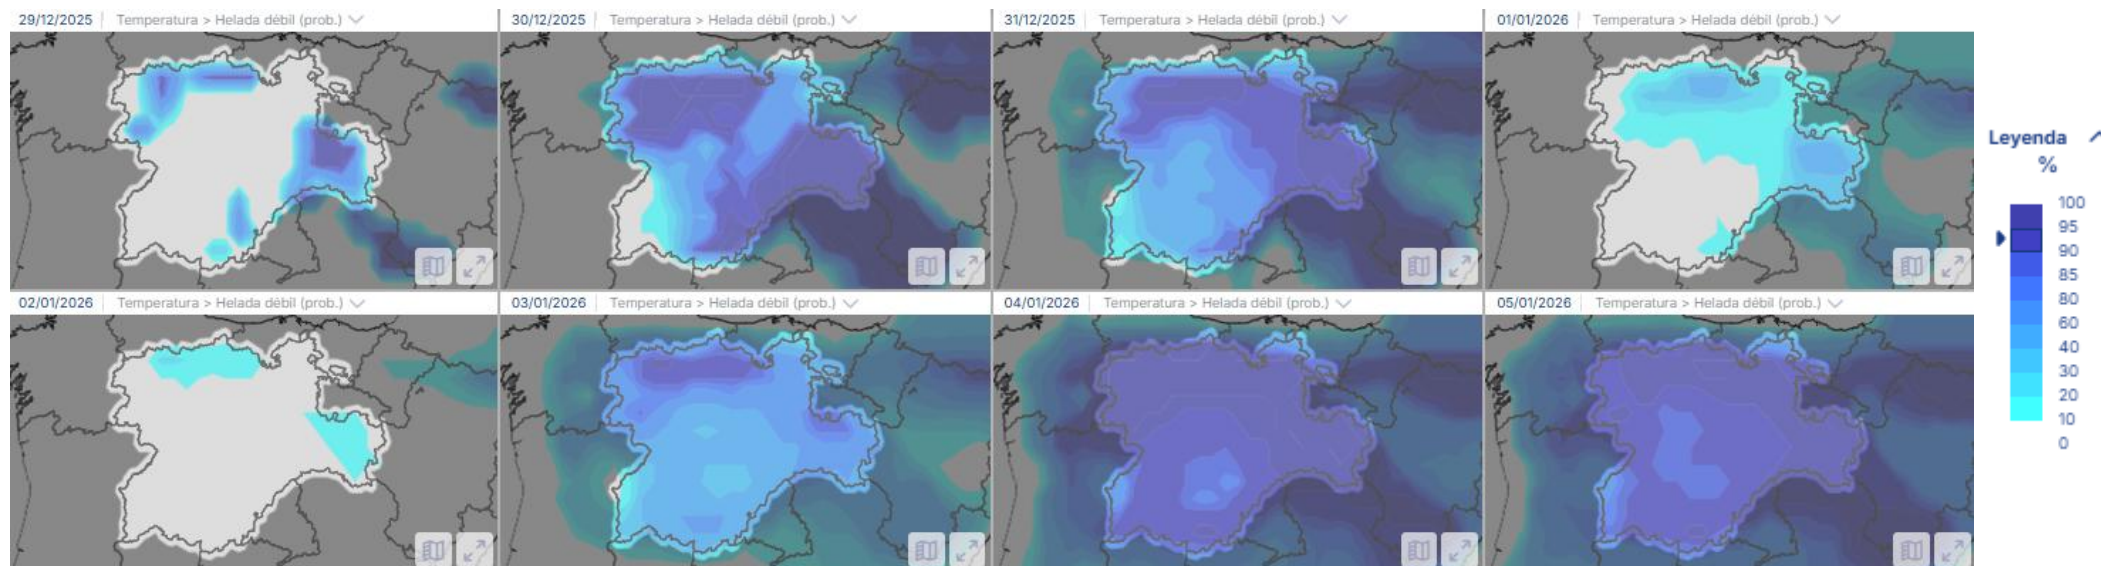 29/12/2025 Temperatura > Helada débil (prob.)
30/12/2025 Temperatura > Helada débil (prob.)
31/12/2025 Temperatura > Helada débil (prob.)
01/01/2026 Temperatura > Helada débil (prob.)
02/01/2026 Temperatura > Helada débil (prob.)
03/01/2026 Temperatura > Helada débil (prob.)
04/01/2026 Temperatura > Helada débil (prob.)
05/01/2026 Temperatura > Helada débil (prob.)
Leyenda
%
100
95
90
85
80
60
40
30
20
10
0